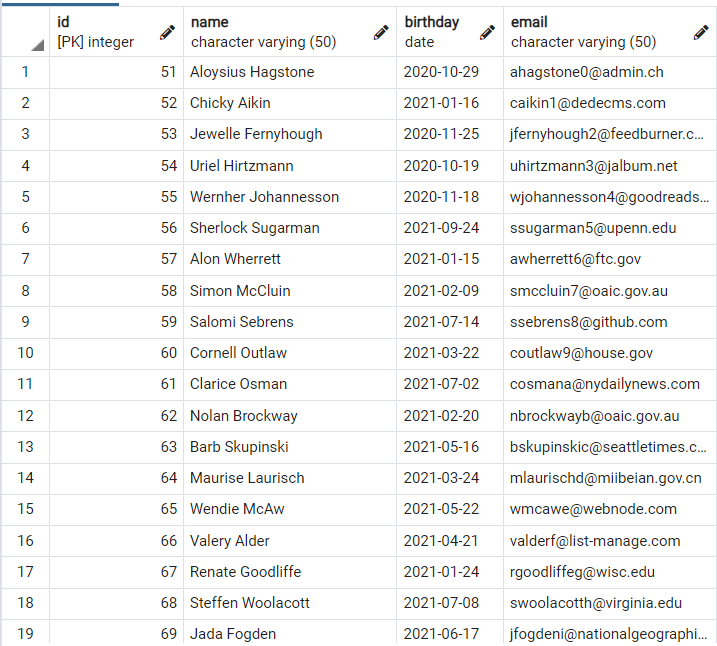 id name birthday email
[PK] integer character varying (50) date character varying (50)
1 51 Aloysius Hagstone 2020-10-29 ahagstone0@admin.ch
2 52 Chicky Aikin 2021-01-16 caikin1@dedecms.com
3 53 Jewelle Fernyhough 2020-11-25 jfernyhough2@feedburner.c...
4 54 Uriel Hirtzmann 2020-10-19 uhirtzmann3@jalbum.net
5 55 Wernher Johannesson 2020-11-18 wjohannesson4@goodreads...
6 56 Sherlock Sugarman 2021-09-24 ssugarman5@upenn.edu
7 57 Alon Wherrett 2021-01-15 awherrett6@ftc.gov
8 58 Simon McCluin 2021-02-09 smccluin7@oaic.gov.au
9 59 Salomi Sebrens 2021-07-14 ssebrens8@github.com
10 60 Cornell Outlaw 2021-03-22 coutlaw9@house.gov
11 61 Clarice Osman 2021-07-02 cosmana@nydailynews.com
12 62 Nolan Brockway 2021-02-20 nbrockwayb@oaic.gov.au
13 63 Barb Skupinski 2021-05-16 bskupinskic@seattletimes.c...
14 64 Maurise Laurisch 2021-03-24 mlaurischd@miibeian.gov.cn
15 65 Wendie McAw 2021-05-22 wmcawe@webnode.com
16 66 Valery Alder 2021-04-21 valderf@list-manage.com
17 67 Renate Goodliffe 2021-01-24 rgoodliffeg@wisc.edu
18 68 Steffen Woolacott 2021-07-08 swoolacotth@virginia.edu
19 69 Jada Fogden 2021-06-17 jfogdeni@nationalgeographi...